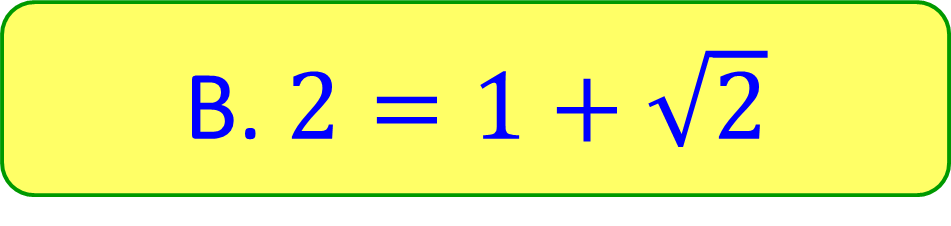 B. 2 = 1 + √2